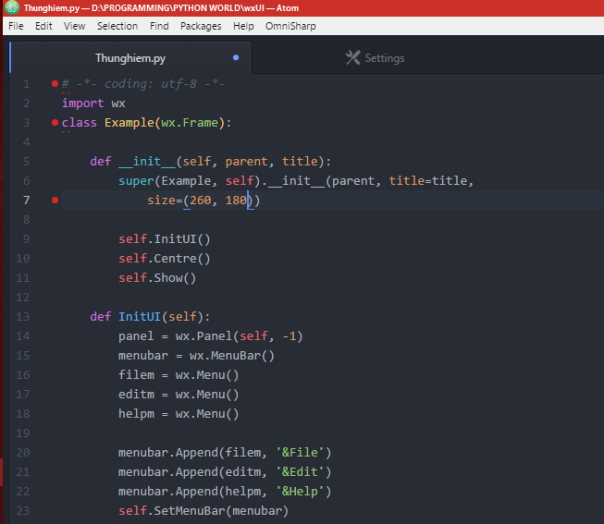 Thunghiem.py — D:\PROGRAMMING\PYTHON WORLD\wxUI — Atom
File Edit View Selection Find Packages Help OmniSharp
Thunghiem.py Settings
1 # -*- coding: utf-8 -*-
2 import wx
3 class Example(wx.Frame):
4
5 def __init__(self, parent, title):
6 super(Example, self).__init__(parent, title=title,
7 size=(260, 180))
8
9 self.InitUI()
10 self.Centre()
11 self.Show()
12
13 def InitUI(self):
14 panel = wx.Panel(self, -1)
15 menubar = wx.MenuBar()
16 filem = wx.Menu()
17 editm = wx.Menu()
18 helpm = wx.Menu()
19
20 menubar.Append(filem, '&File')
21 menubar.Append(editm, '&Edit')
22 menubar.Append(helpm, '&Help')
23 self.SetMenuBar(menubar)